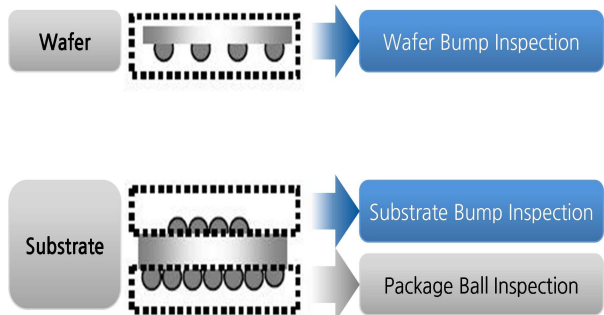 Wafer
Wafer Bump Inspection
Substrate Bump Inspection
Substrate
Package Ball Inspection